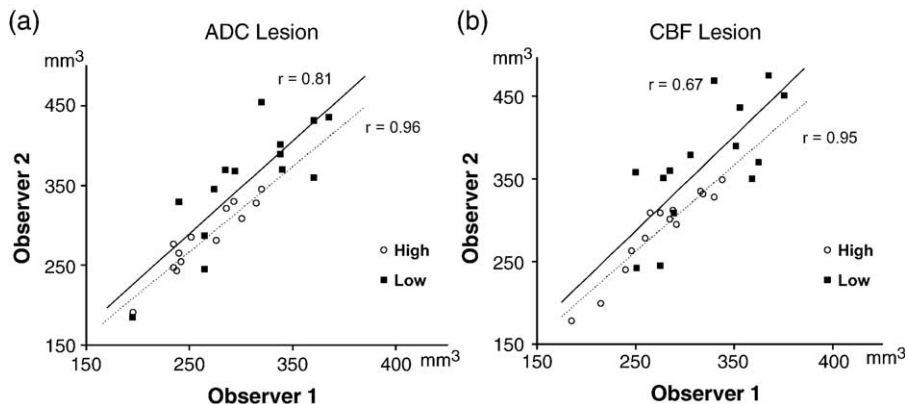 (a)
ADC Lesion
mm3
r = 0.81
r = 0.96
450
350
250
150
Observer 2
High
Low
150 250 350 400 mm3
Observer 1
(b)
CBF Lesion
mm3
r = 0.67
r = 0.95
450
350
250
150
Observer 2
High
Low
150 250 350 400 mm3
Observer 1